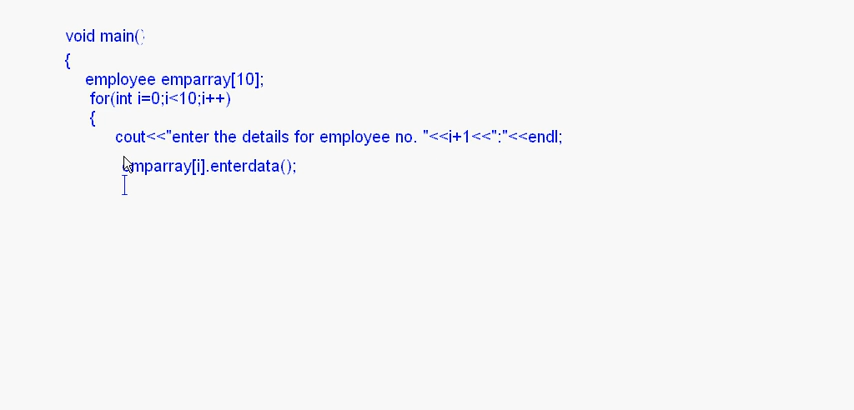 void main()
{
employee emparray[10];
for(int i=0;i<10;i++)
{
cout<<"enter the details for employee no. "<<i+1<<":"<<endl;
emparray[i].enterdata();